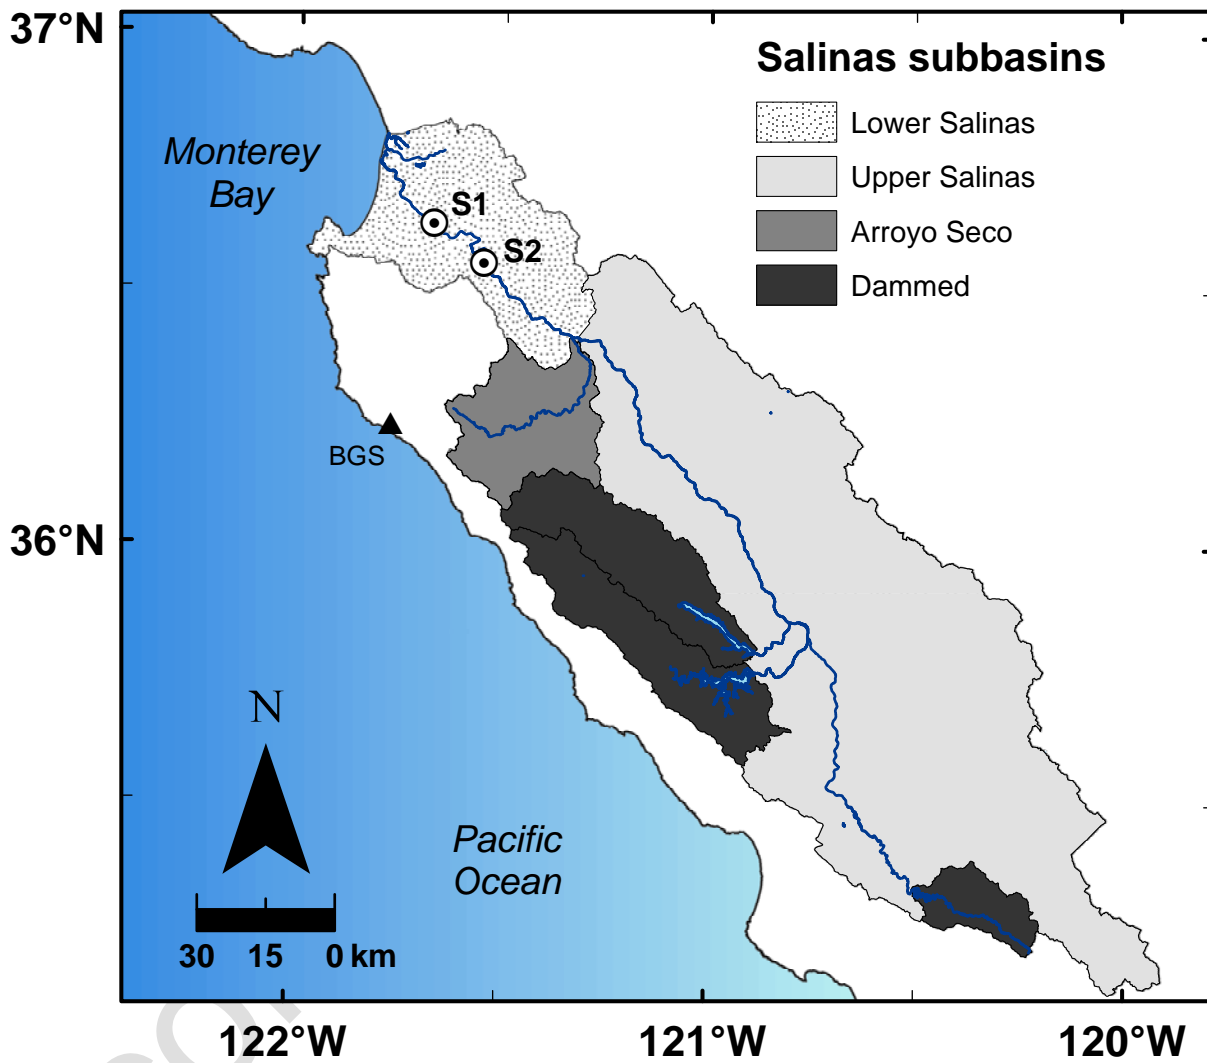 37°N
Salinas subbasins
Lower Salinas
Monterey
Bay
Upper Salinas
S1
Arroyo Seco
S2
Dammed
BGS
36°N
N
Pacific
Ocean
30 15 0 km
122°W 121°W 120°W